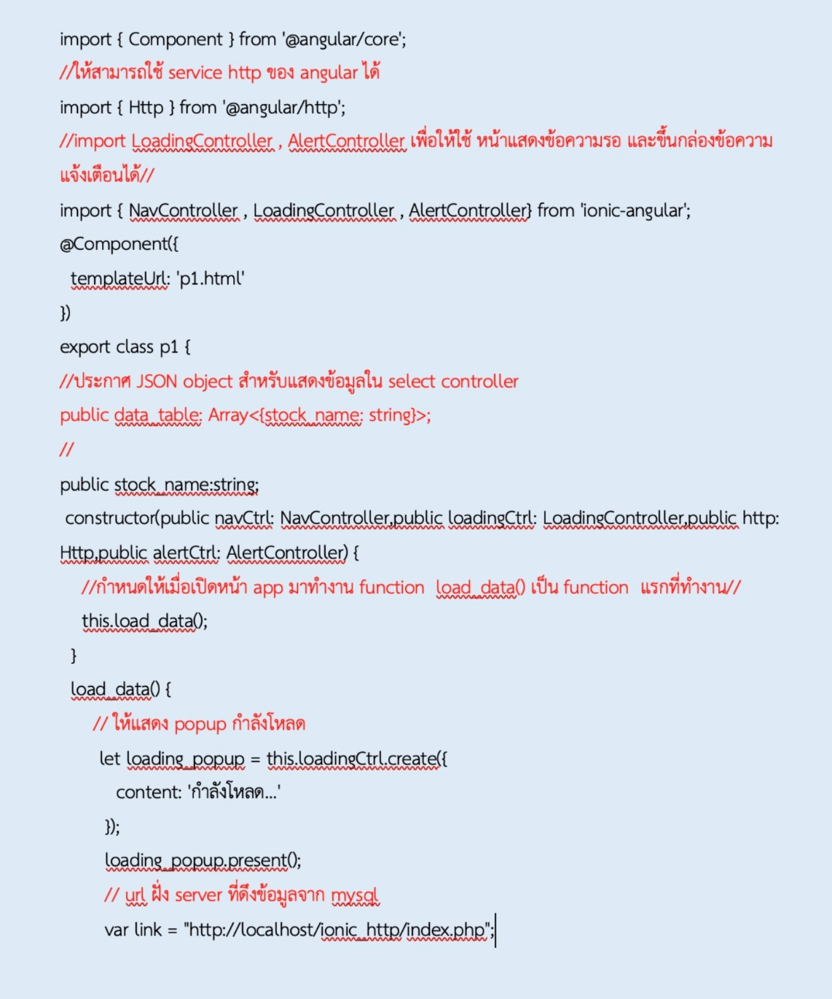 import { Component } from '@angular/core';
//ให้สามารถใช้ service http ของ angular ได้
import { Http } from '@angular/http';
//import LoadingController , AlertController เพื่อให้ใช้ หน้าแสดงข้อความรอ และขึ้นกล่องข้อความ
แจ้งเตือนได้//
import { NavController , LoadingController , AlertController} from 'ionic-angular';
@Component({
templateUrl: 'p1.html'
})
export class p1 {
//ประกาศ JSON object สำหรับแสดงข้อมูลใน select controller
public data_table: Array<{stock_name: string}>;
//
public stock_name:string;
constructor(public navCtrl: NavController,public loadingCtrl: LoadingController,public http:
Http,public alertCtrl: AlertController) {
//กำหนดให้เมื่อเปิดหน้า app มาทำงาน function  load_data() เป็น function  แรกที่ทำงาน//
this.load_data();
}
load_data() {
// ให้แสดง popup กำลังโหลด
let loading_popup = this.loadingCtrl.create({
content: 'กำลังโหลด...'
});
loading_popup.present();
// url ฝั่ง server ที่ดึงข้อมูลจาก mysql
var link = "http://localhost/ionic_http/index.php";